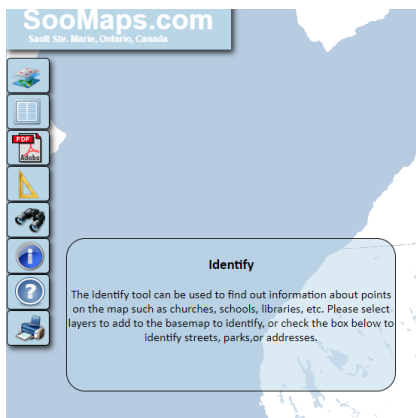 SooMaps.com
Sault Ste. Marie, Ontario, Canada
PDF
Adobe
Identify
The identify tool can be used to find out information about points
on the map such as churches, schools, libraries, etc. Please select
layers to add to the basemap to identify, or check the box below to
identify streets, parks,or addresses.